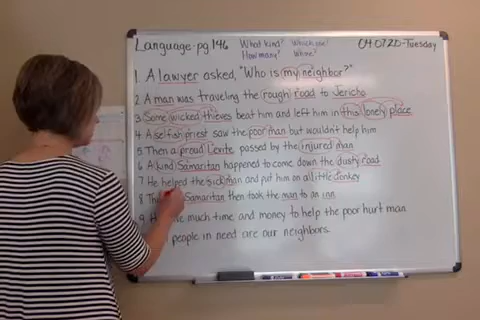 Language - pg 146
What kind? Which one?
How many? Whose?
04.07.20 - Tuesday
1. A lawyer asked, "Who is my neighbor?"
2 A man was traveling the rough road to Jericho
3 Some wicked thieves beat him and left him in this lonely place
4 A selfish priest saw the poor man but wouldn't help him
5 Then a proud Levite passed by the injured man
6 A kind Samaritan happened to come down the dusty road
7 He helped the sick man and put him on a little donkey
8 Th Samaritan then took the man to an inn
9 H much time and money to help the poor hurt man
people in need are our neighbors.